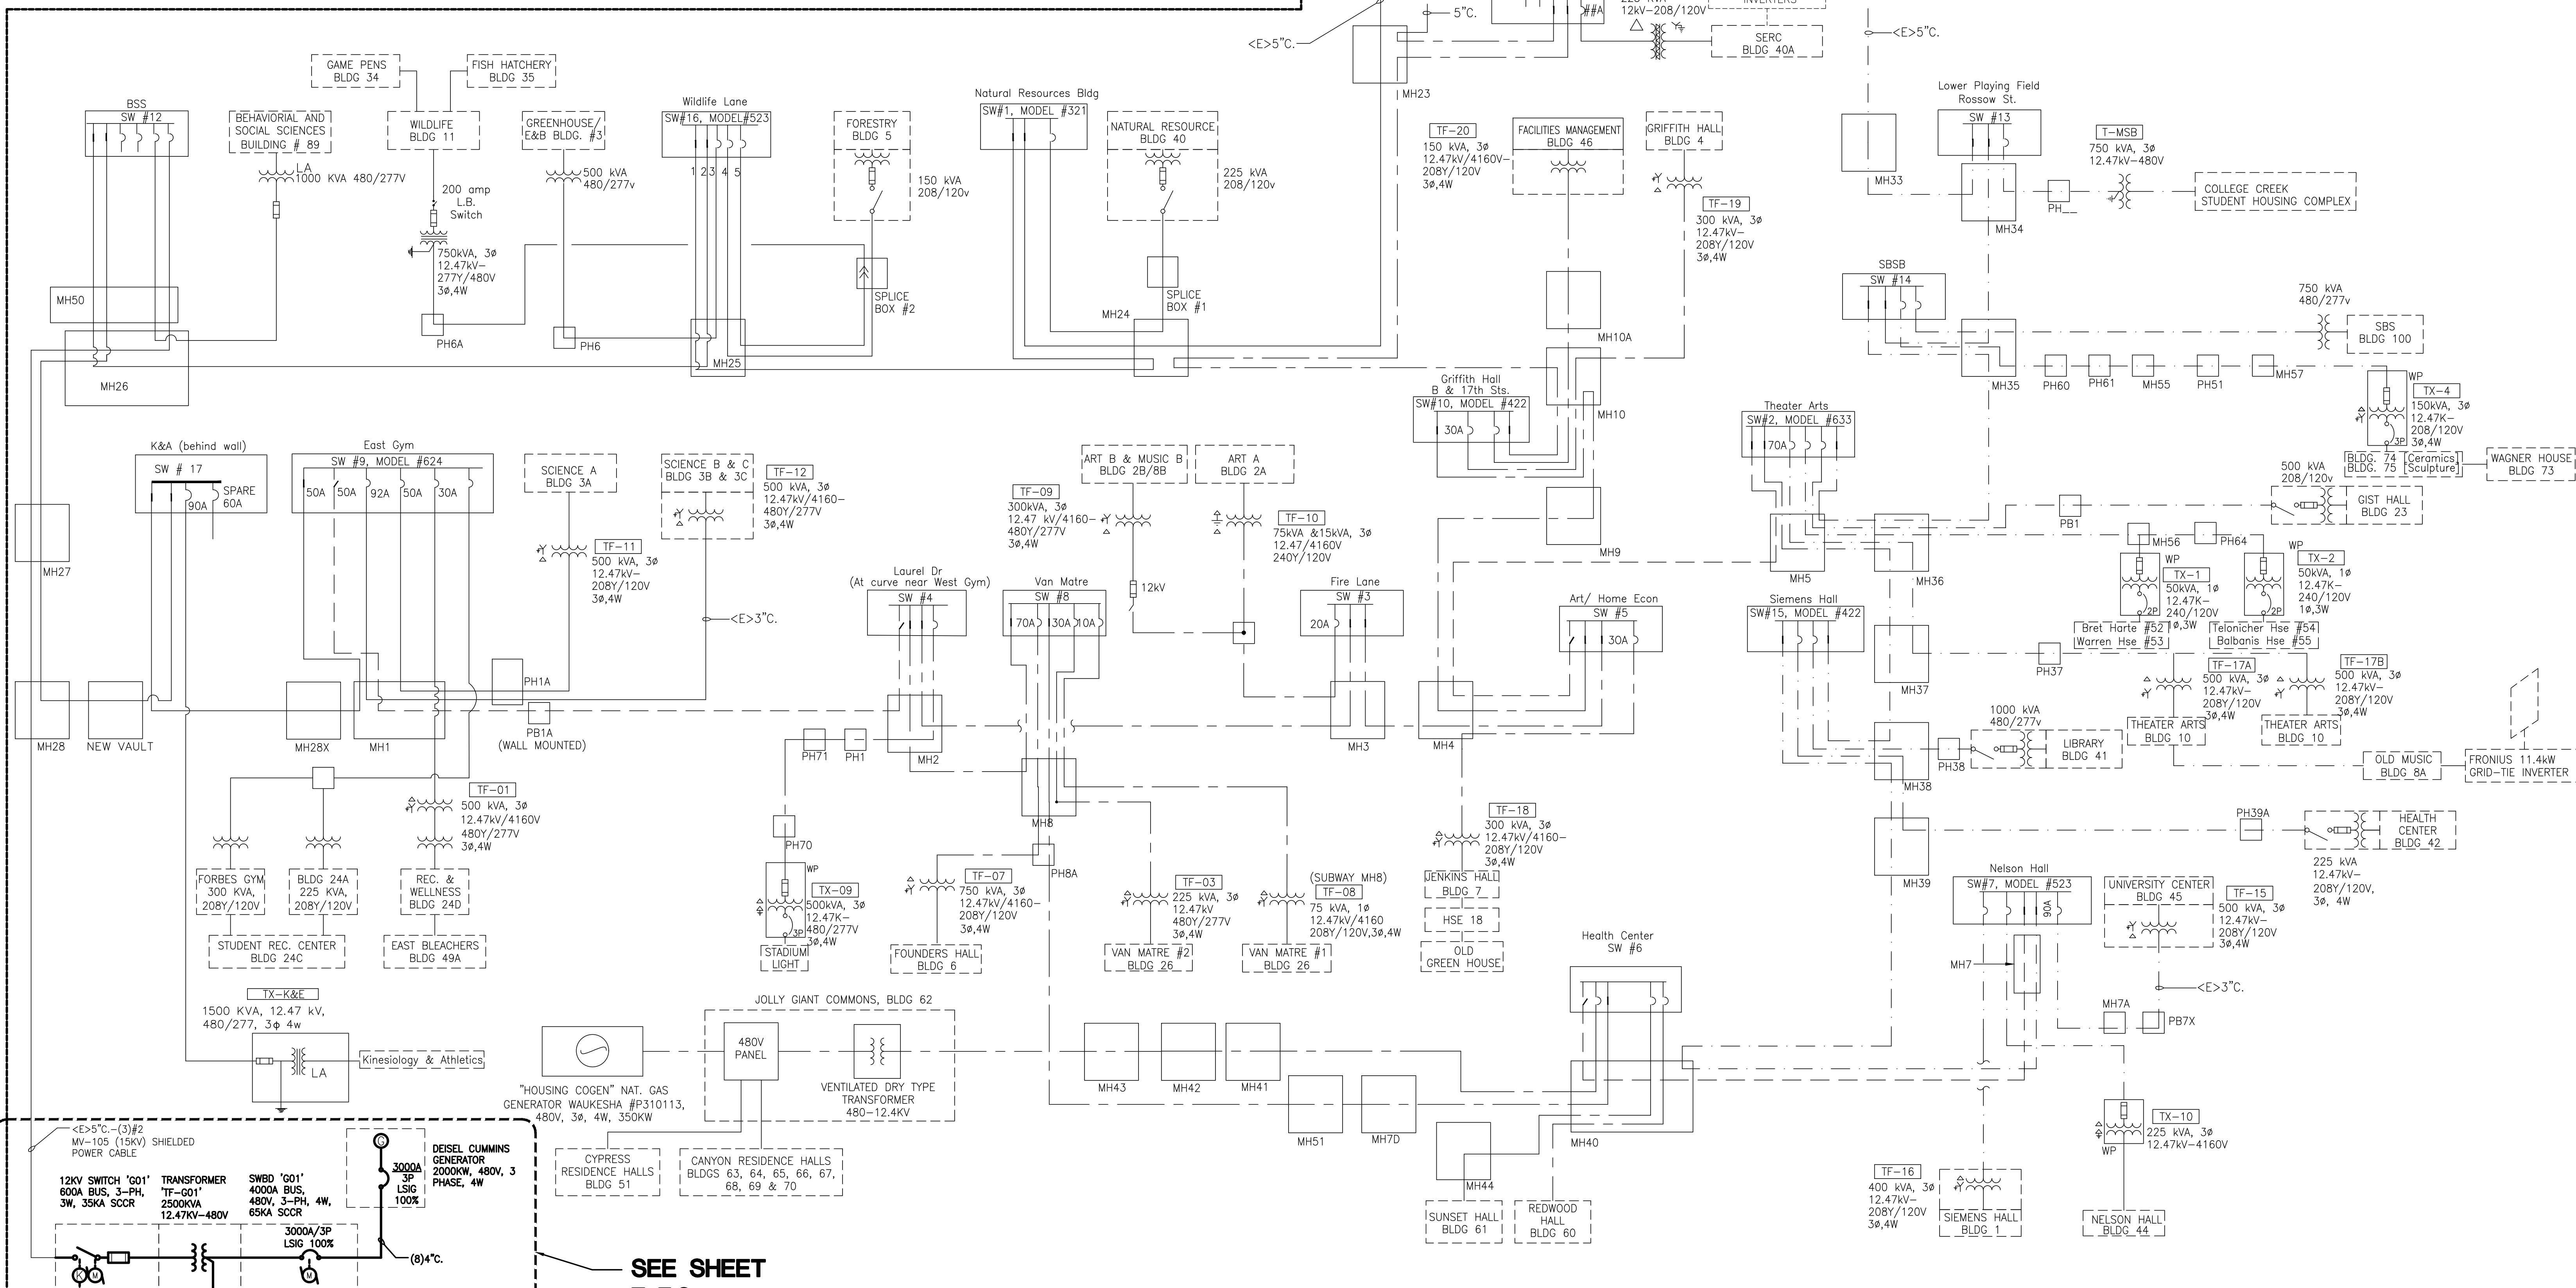 5"C.
##A
225 KVA
12kV-208/120V
INVERTERS
<E>5"C.
SERC
BLDG 40A
<E>5"C.
MH23
GAME PENS
BLDG 34
FISH HATCHERY
BLDG 35
BSS
SW #12
BEHAVIORIAL AND
SOCIAL SCIENCES
BUILDING # 89
LA
1000 KVA 480/277V
WILDLIFE
BLDG 11
200 amp
L.B.
Switch
750kVA, 3ø
12.47kV-
277Y/480V
3ø,4W
GREENHOUSE/
E&B BLDG. #3
500 kVA
480/277v
Wildlife Lane
SW#16, MODEL#523
1 2 3 4 5
FORESTRY
BLDG 5
150 kVA
208/120v
Natural Resources Bldg
SW#1, MODEL #321
NATURAL RESOURCE
BLDG 40
225 kVA
208/120v
TF-20
150 kVA, 3ø
12.47kV/4160V-
208Y/120V
3ø,4W
FACILITIES MANAGEMENT
BLDG 46
GRIFFITH HALL
BLDG 4
TF-19
300 kVA, 3ø
12.47kV-
208Y/120V
3ø,4W
MH33
Lower Playing Field
Rossow St.
SW #13
MH34
T-MSB
750 kVA, 3ø
12.47kV-480V
PH__
COLLEGE CREEK
STUDENT HOUSING COMPLEX
MH50
MH26
PH6A
PH6
MH25
SPLICE
BOX #2
MH24
SPLICE
BOX #1
MH10A
MH10
SBSB
SW #14
MH35
750 kVA
480/277v
SBS
BLDG 100
PH60
PH61
MH55
PH51
MH57
WP
TX-4
150kVA, 3ø
12.47K-
208/120V
3ø,4W
3P
BLDG. 74 [Ceramics]
BLDG. 75 [Sculpture]
WAGNER HOUSE
BLDG 73
Griffith Hall
B & 17th Sts.
SW#10, MODEL #422
30A
Theater Arts
SW#2, MODEL #633
70A
K&A (behind wall)
SW # 17
90A
SPARE
60A
East Gym
SW #9, MODEL #624
50A
50A
92A
50A
30A
SCIENCE A
BLDG 3A
TF-11
500 kVA, 3ø
12.47kV-
208Y/120V
3ø,4W
SCIENCE B & C
BLDG 3B & 3C
TF-12
500 kVA, 3ø
12.47kV/4160-
480Y/277V
3ø,4W
<E>3"C.
TF-09
300kVA, 3ø
12.47 kV/4160-
480Y/277V
3ø,4W
ART B & MUSIC B
BLDG 2B/8B
12kV
ART A
BLDG 2A
TF-10
75kVA &15kVA, 3ø
12.47/4160V
240Y/120V
MH9
MH5
MH36
PB1
500 kVA
208/120v
GIST HALL
BLDG 23
MH56
PH64
WP
TX-1
50kVA, 1ø
12.47K-
240/120V
1ø,3W
2P
WP
TX-2
50kVA, 1ø
12.47K-
240/120V
1ø,3W
2P
Bret Harte #52
Warren Hse #53
Telonicher Hse #54
Balbanis Hse #55
MH27
MH28
NEW VAULT
MH28X
MH1
PH1A
PB1A
(WALL MOUNTED)
Laurel Dr
(At curve near West Gym)
SW #4
Van Matre
SW #8
70A
30A
10A
Fire Lane
SW #3
20A
Art/ Home Econ
SW #5
30A
Siemens Hall
SW#15, MODEL #422
MH37
PH37
TF-17A
500 kVA, 3ø
12.47kV-
208Y/120V
3ø,4W
TF-17B
500 kVA, 3ø
12.47kV-
208Y/120V
3ø,4W
THEATER ARTS
BLDG 10
THEATER ARTS
BLDG 10
PH71
PH1
MH2
MH3
MH4
MH38
PH38
1000 kVA
480/277v
LIBRARY
BLDG 41
OLD MUSIC
BLDG 8A
FRONIUS 11.4kW
GRID-TIE INVERTER
TF-01
500 kVA, 3ø
12.47kV/4160V
480Y/277V
3ø,4W
PH70
MH8
PH8A
TF-18
300 kVA, 3ø
12.47kV/4160-
208Y/120V
3ø,4W
MH39
PH39A
HEALTH
CENTER
BLDG 42
225 kVA
12.47kV-
208Y/120V,
3ø, 4W
FORBES GYM
300 KVA,
208Y/120V
BLDG 24A
225 KVA,
208Y/120V
REC. &
WELLNESS
BLDG 24D
STUDENT REC. CENTER
BLDG 24C
EAST BLEACHERS
BLDG 49A
WP
TX-09
500kVA, 3ø
12.47K-
480/277V
3ø,4W
3P
STADIUM
LIGHT
TF-07
750 kVA, 3ø
12.47kV/4160-
208Y/120V
3ø,4W
FOUNDERS HALL
BLDG 6
TF-03
225 kVA, 3ø
12.47kV
480Y/277V
3ø,4W
VAN MATRE #2
BLDG 26
(SUBWAY MH8)
TF-08
75 kVA, 1ø
12.47kV/4160
208Y/120V,3ø,4W
VAN MATRE #1
BLDG 26
JENKINS HALL
BLDG 7
HSE 18
OLD
GREEN HOUSE
Nelson Hall
SW#7, MODEL #523
90A
MH7
UNIVERSITY CENTER
BLDG 45
TF-15
500 kVA, 3ø
12.47kV-
208Y/120V
3ø,4W
<E>3"C.
MH7A
PB7X
Health Center
SW #6
TX-K&E
1500 KVA, 12.47 kV,
480/277, 3φ 4w
LA
Kinesiology & Athletics
JOLLY GIANT COMMONS, BLDG 62
480V
PANEL
VENTILATED DRY TYPE
TRANSFORMER
480-12.4KV
"HOUSING COGEN" NAT. GAS
GENERATOR WAUKESHA #P310113,
480V, 3ø, 4W, 350KW
MH43
MH42
MH41
MH51
MH7D
MH40
MH44
CYPRESS
RESIDENCE HALLS
BLDG 51
CANYON RESIDENCE HALLS
BLDGS 63, 64, 65, 66, 67,
68, 69 & 70
SUNSET HALL
BLDG 61
REDWOOD
HALL
BLDG 60
TX-10
225 kVA, 3ø
12.47kV-4160V
WP
TF-16
400 kVA, 3ø
12.47kV-
208Y/120V
3ø,4W
SIEMENS HALL
BLDG 1
NELSON HALL
BLDG 44
<E>5"C.-(3)#2
MV-105 (15KV) SHIELDED
POWER CABLE
12KV SWITCH 'G01'
600A BUS, 3-PH,
3W, 35KA SCCR
TRANSFORMER
'TF-G01'
2500KVA
12.47KV-480V
SWBD 'G01'
4000A BUS,
480V, 3-PH, 4W,
65KA SCCR
3000A/3P
LSIG 100%
G
3000A
3P
LSIG
100%
DEISEL CUMMINS
GENERATOR
2000KW, 480V, 3
PHASE, 4W
(8)4"C.
K
M
M
SEE SHEET